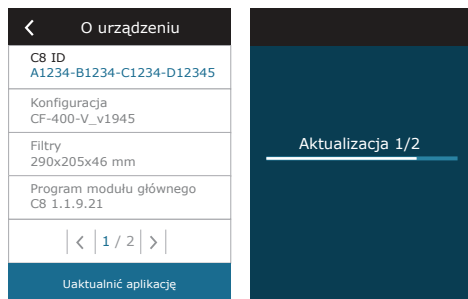 O urządzeniu
C8 ID
A1234-B1234-C1234-D12345
Konfiguracja
CF-400-V_v1945
Filtry
290x205x46 mm
Program modułu głównego
C8 1.1.9.21
1 / 2
Uaktualnić aplikację
Aktualizacja 1/2